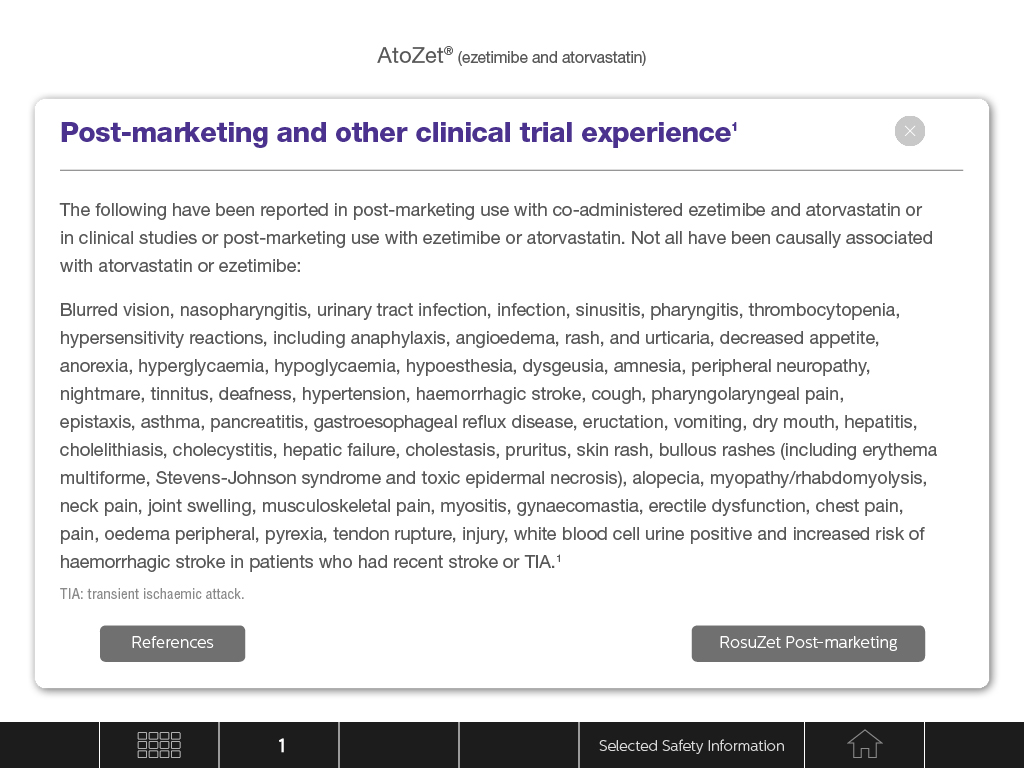 AtoZet® (ezetimibe and atorvastatin)
Post-marketing and other clinical trial experience¹
The following have been reported in post-marketing use with co-administered ezetimibe and atorvastatin or
in clinical studies or post-marketing use with ezetimibe or atorvastatin. Not all have been causally associated
with atorvastatin or ezetimibe:
Blurred vision, nasopharyngitis, urinary tract infection, infection, sinusitis, pharyngitis, thrombocytopenia,
hypersensitivity reactions, including anaphylaxis, angioedema, rash, and urticaria, decreased appetite,
anorexia, hyperglycaemia, hypoglycaemia, hypoesthesia, dysgeusia, amnesia, peripheral neuropathy,
nightmare, tinnitus, deafness, hypertension, haemorrhagic stroke, cough, pharyngolaryngeal pain,
epistaxis, asthma, pancreatitis, gastroesophageal reflux disease, eructation, vomiting, dry mouth, hepatitis,
cholelithiasis, cholecystitis, hepatic failure, cholestasis, pruritus, skin rash, bullous rashes (including erythema
multiforme, Stevens-Johnson syndrome and toxic epidermal necrosis), alopecia, myopathy/rhabdomyolysis,
neck pain, joint swelling, musculoskeletal pain, myositis, gynaecomastia, erectile dysfunction, chest pain,
pain, oedema peripheral, pyrexia, tendon rupture, injury, white blood cell urine positive and increased risk of
haemorrhagic stroke in patients who had recent stroke or TIA.¹
TIA: transient ischaemic attack.
References
RosuZet Post-marketing
1
Selected Safety Information